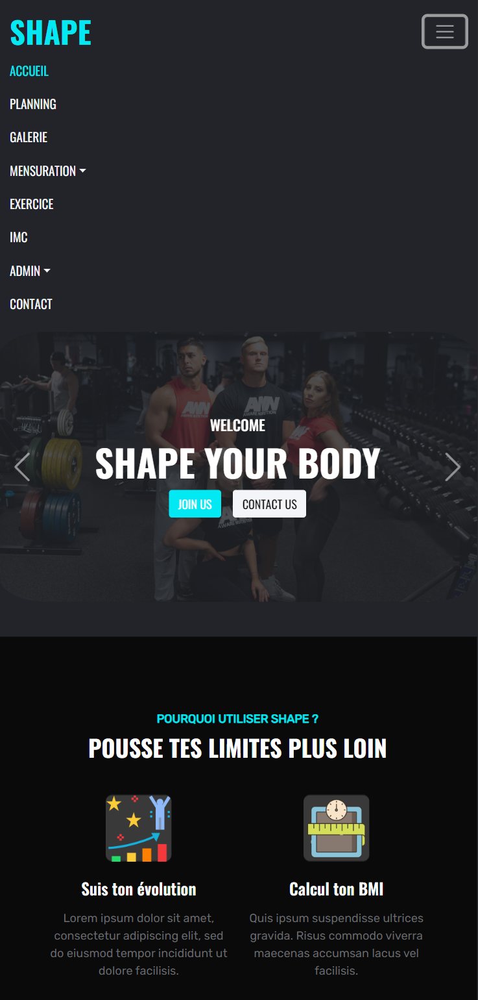 SHAPE
ACCUEIL
PLANNING
GALERIE
MENSURATION
EXERCICE
IMC
ADMIN
CONTACT
AWN
AWN
WELCOME
SHAPE YOUR BODY
JOIN US CONTACT US
POURQUOI UTILISER SHAPE ?
POUSSE TES LIMITES PLUS LOIN
Suis ton évolution
Lorem ipsum dolor sit amet,
consectetur adipiscing elit, sed
do eiusmod tempor incididunt ut
dolore facilisis.
Calcul ton BMI
Quis ipsum suspendisse ultrices
gravida. Risus commodo viverra
maecenas accumsan lacus vel
facilisis.